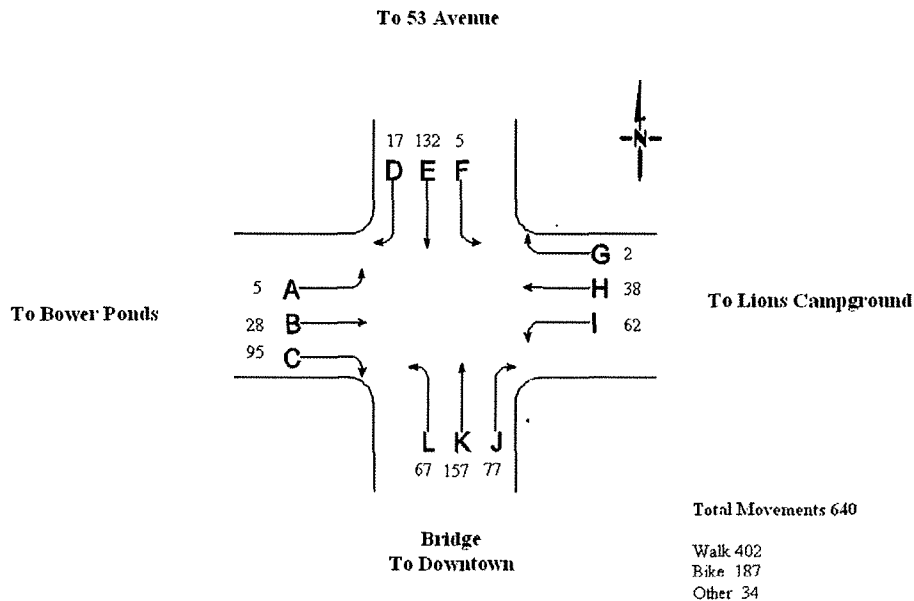 To 53 Avenue
N
17 132 5
D E F
G 2
5 A
H 38
To Bower Ponds
To Lions Campground
28 B
I 62
95 C
L K J
67 157 77
Total Movements 640
Bridge
To Downtown
Walk 402
Bike 187
Other 34